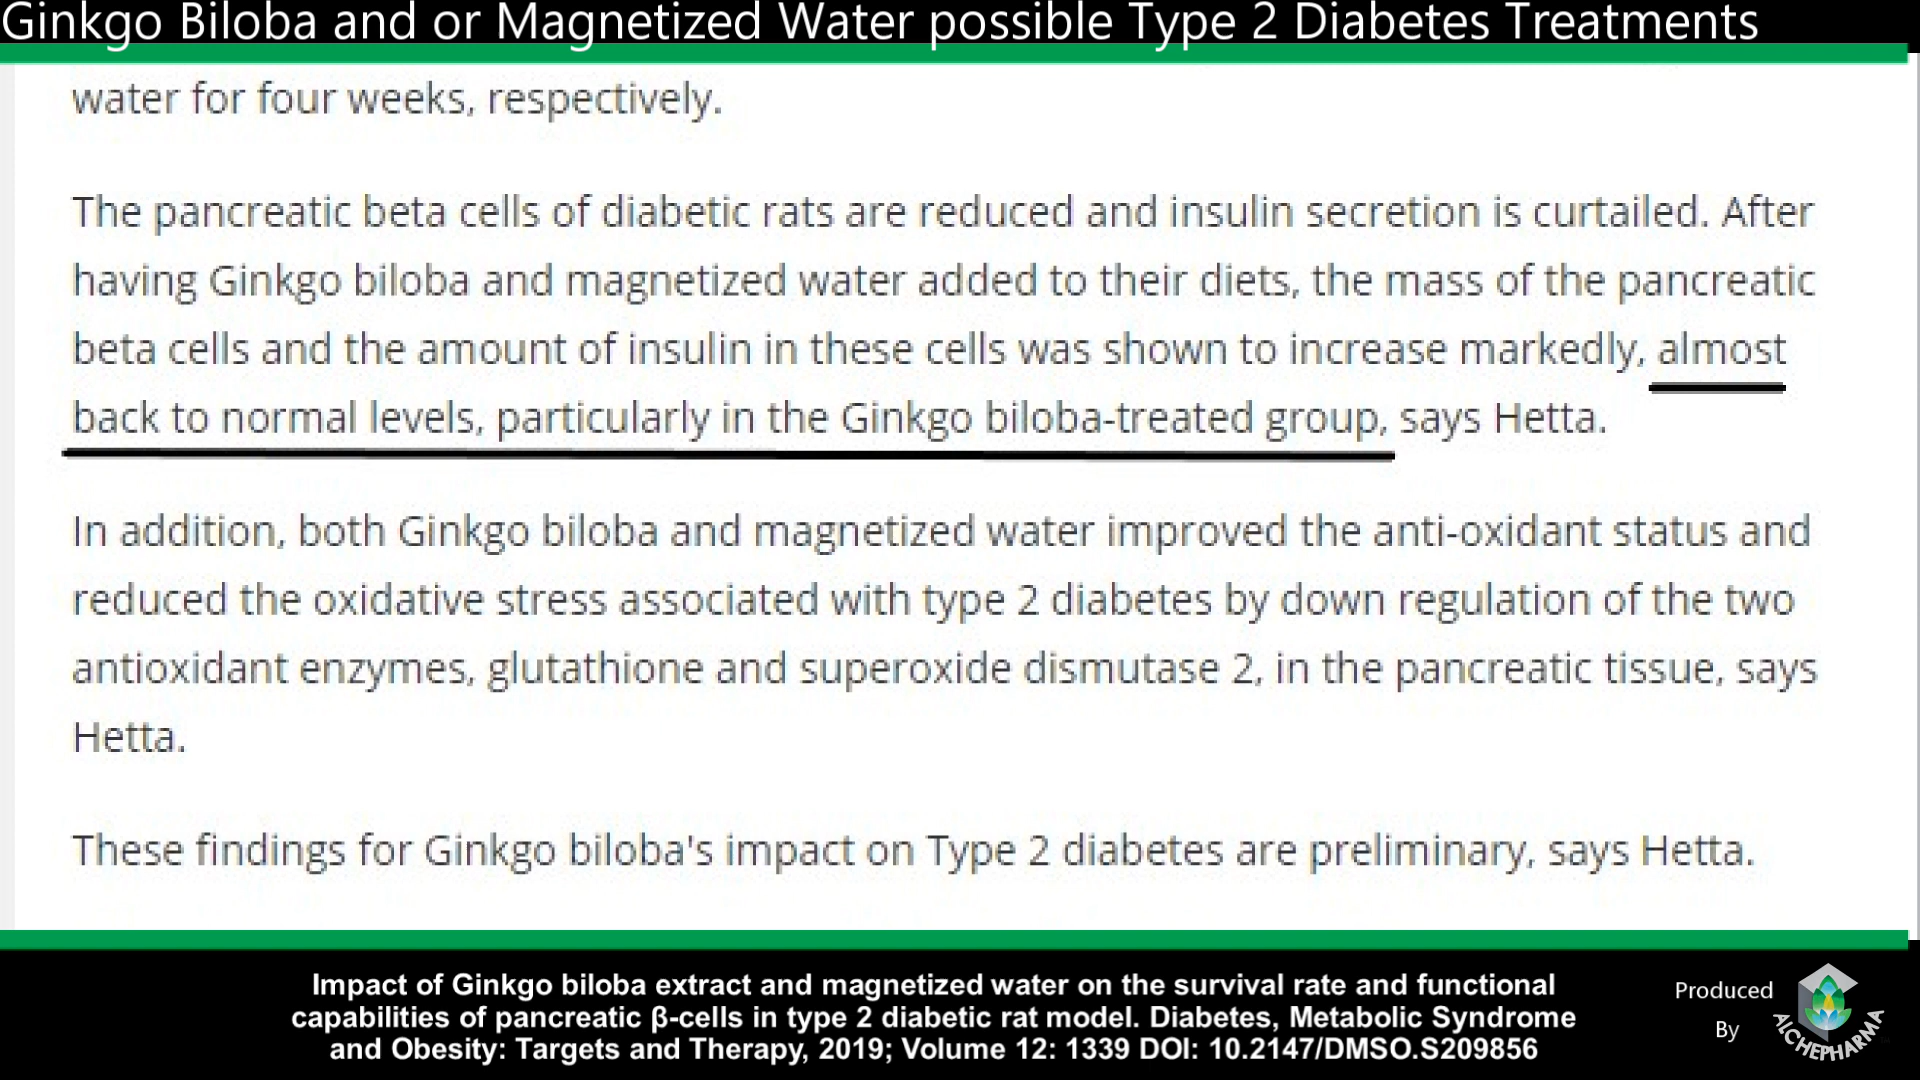 Ginkgo Biloba and or Magnetized Water possible Type 2 Diabetes Treatments
water for four weeks, respectively.
The pancreatic beta cells of diabetic rats are reduced and insulin secretion is curtailed. After
having Ginkgo biloba and magnetized water added to their diets, the mass of the pancreatic
beta cells and the amount of insulin in these cells was shown to increase markedly, almost
back to normal levels, particularly in the Ginkgo biloba-treated group, says Hetta.
In addition, both Ginkgo biloba and magnetized water improved the anti-oxidant status and
reduced the oxidative stress associated with type 2 diabetes by down regulation of the two
antioxidant enzymes, glutathione and superoxide dismutase 2, in the pancreatic tissue, says
Hetta.
These findings for Ginkgo biloba's impact on Type 2 diabetes are preliminary, says Hetta.
Impact of Ginkgo biloba extract and magnetized water on the survival rate and functional
capabilities of pancreatic β-cells in type 2 diabetic rat model. Diabetes, Metabolic Syndrome
and Obesity: Targets and Therapy, 2019; Volume 12: 1339 DOI: 10.2147/DMSO.S209856
Produced
By
ALCHEPHARMA